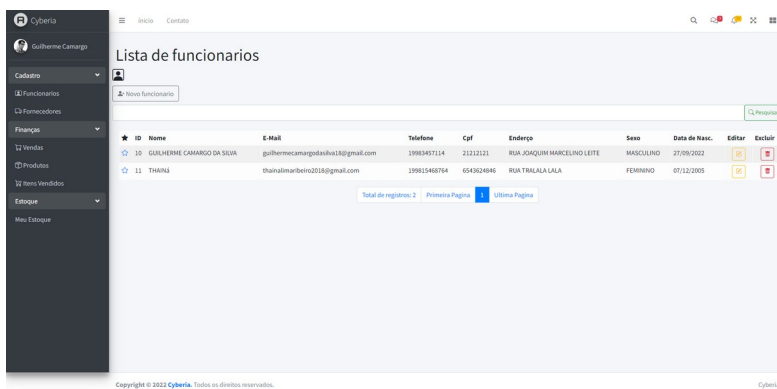 Cyberia
Início Contato
Guilherme Camargo
Lista de funcionarios
Cadastro
Funcionarios
Novo funcionario
Fornecedores
Pesquisa
Finanças
ID Nome E-Mail Telefone Cpf Enderço Sexo Data de Nasc. Editar Excluir
Vendas
10 GUILHERME CAMARGO DA SILVA guilhermecamargodasilva18@gmail.com 19983457114 21212121 RUA JOAQUIM MARCELINO LEITE MASCULINO 27/09/2022
Produtos
11 THAINá thainalimaribeiro2018@gmail.com 199815468764 6543624846 RUA TRALALA LALA FEMININO 07/12/2005
Itens Vendidos
Total de registros: 2 Primeira Pagina 1 Ultima Pagina
Estoque
Meu Estoque
Copyright © 2022 Cyberia. Todos os direitos reservados.
Cyberia